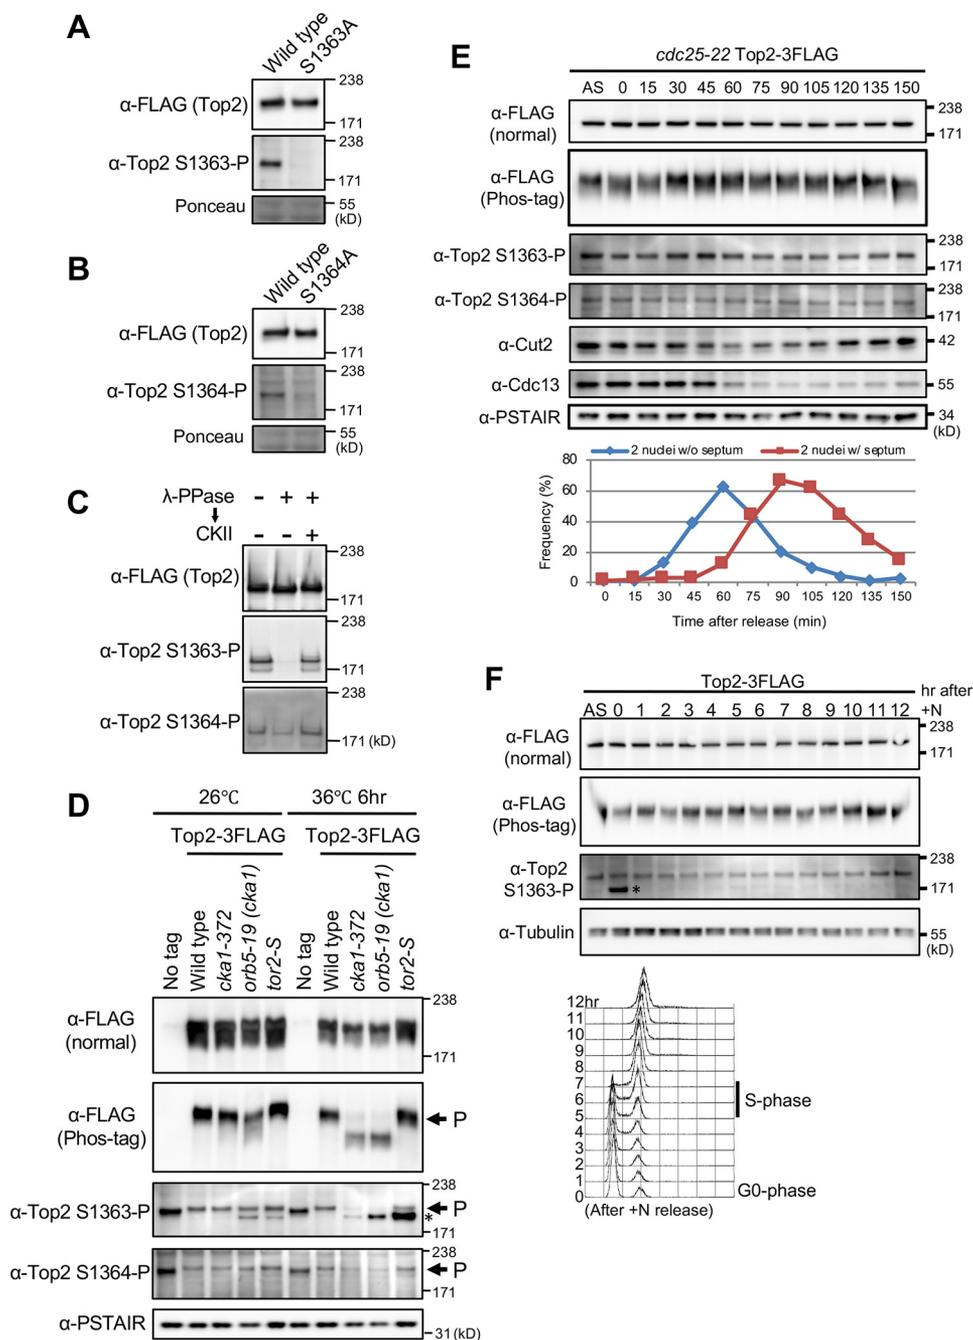 A
Wild type
S1363A
α-FLAG (Top2)
238
171
α-Top2 S1363-P
238
171
Ponceau
55
(kD)
B
Wild type
S1364A
α-FLAG (Top2)
238
171
α-Top2 S1364-P
238
171
Ponceau
55
(kD)
C
λ-PPase - + +
CKII - - +
α-FLAG (Top2)
238
171
α-Top2 S1363-P
238
171
α-Top2 S1364-P
238
171 (kD)
D
26℃ 36℃ 6hr
Top2-3FLAG Top2-3FLAG
No tag
Wild type
cka1-372
orb5-19 (cka1)
tor2-S
No tag
Wild type
cka1-372
orb5-19 (cka1)
tor2-S
α-FLAG
(normal)
238
171
α-FLAG
(Phos-tag)
P
α-Top2 S1363-P
238
P
*
171
α-Top2 S1364-P
238
P
171
α-PSTAIR
31 (kD)
E
cdc25-22 Top2-3FLAG
AS 0 15 30 45 60 75 90 105 120 135 150
α-FLAG
(normal)
238
171
α-FLAG
(Phos-tag)
α-Top2 S1363-P
238
171
α-Top2 S1364-P
238
171
α-Cut2
42
α-Cdc13
55
α-PSTAIR
34
(kD)
2 nuclei w/o septum 2 nuclei w/ septum
Frequency (%)
80
60
40
20
0
0 15 30 45 60 75 90 105 120 135 150
Time after release (min)
F
Top2-3FLAG
hr after
+N
AS 0 1 2 3 4 5 6 7 8 9 10 11 12
α-FLAG
(normal)
238
171
α-FLAG
(Phos-tag)
α-Top2
S1363-P
238
171
*
α-Tubulin
55
(kD)
12hr
11
10
9
8
7
6
5
4
3
2
1
0
S-phase
G0-phase
(After +N release)